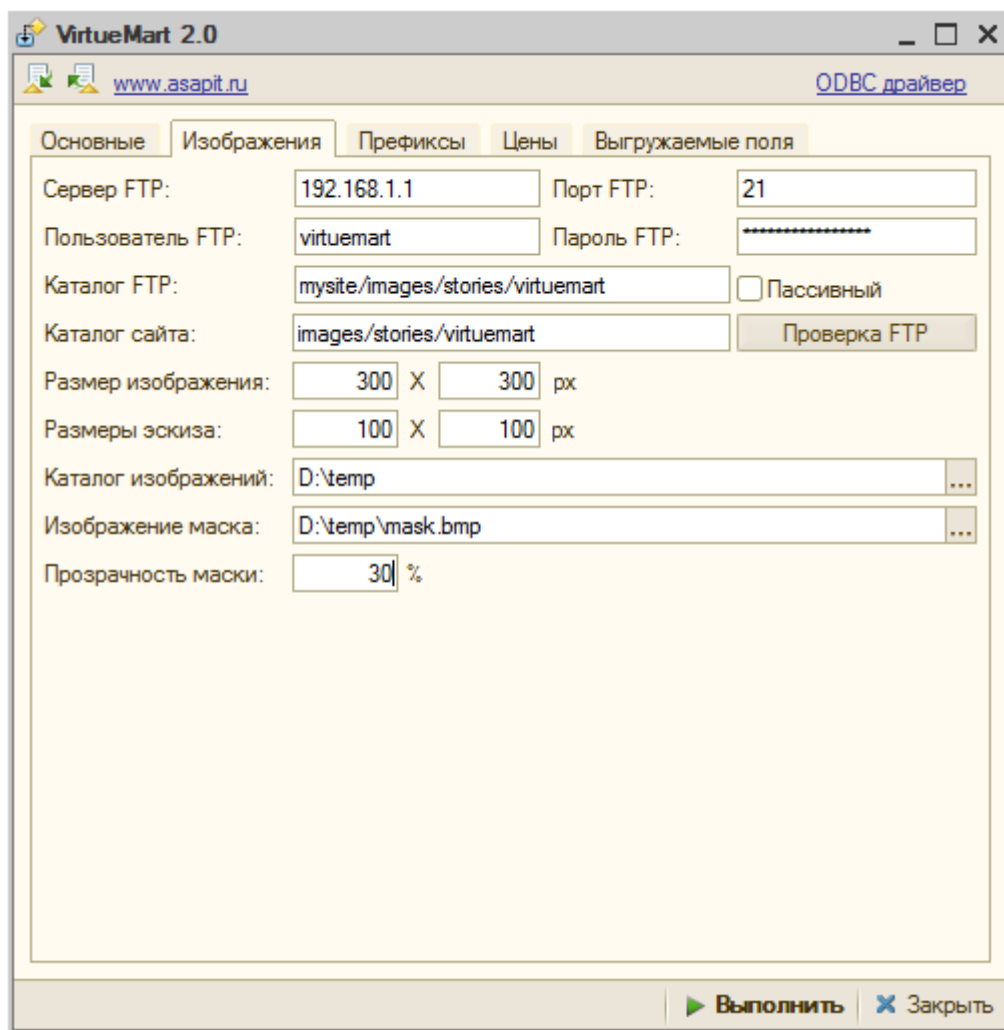 VirtueMart 2.0
www.asapit.ru ODBC драйвер
Основные Изображения Префиксы Цены Выгружаемые поля
Сервер FTP: 192.168.1.1 Порт FTP: 21
Пользователь FTP: virtuemart Пароль FTP: ****************
Каталог FTP: mysite/images/stories/virtuemart Пассивный
Каталог сайта: images/stories/virtuemart Проверка FTP
Размер изображения: 300 X 300 px
Размеры эскиза: 100 X 100 px
Каталог изображений: D:\temp ...
Изображение маска: D:\temp\mask.bmp ...
Прозрачность маски: 30 %
Выполнить Закрыть